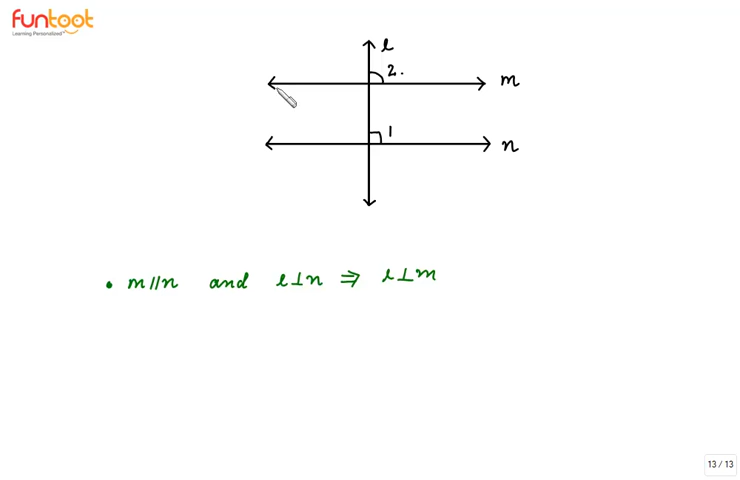 funtoot
Learning Personalized
l
2.
m
1
n
• m//n and l⊥n ⇒ l⊥m
13 / 13